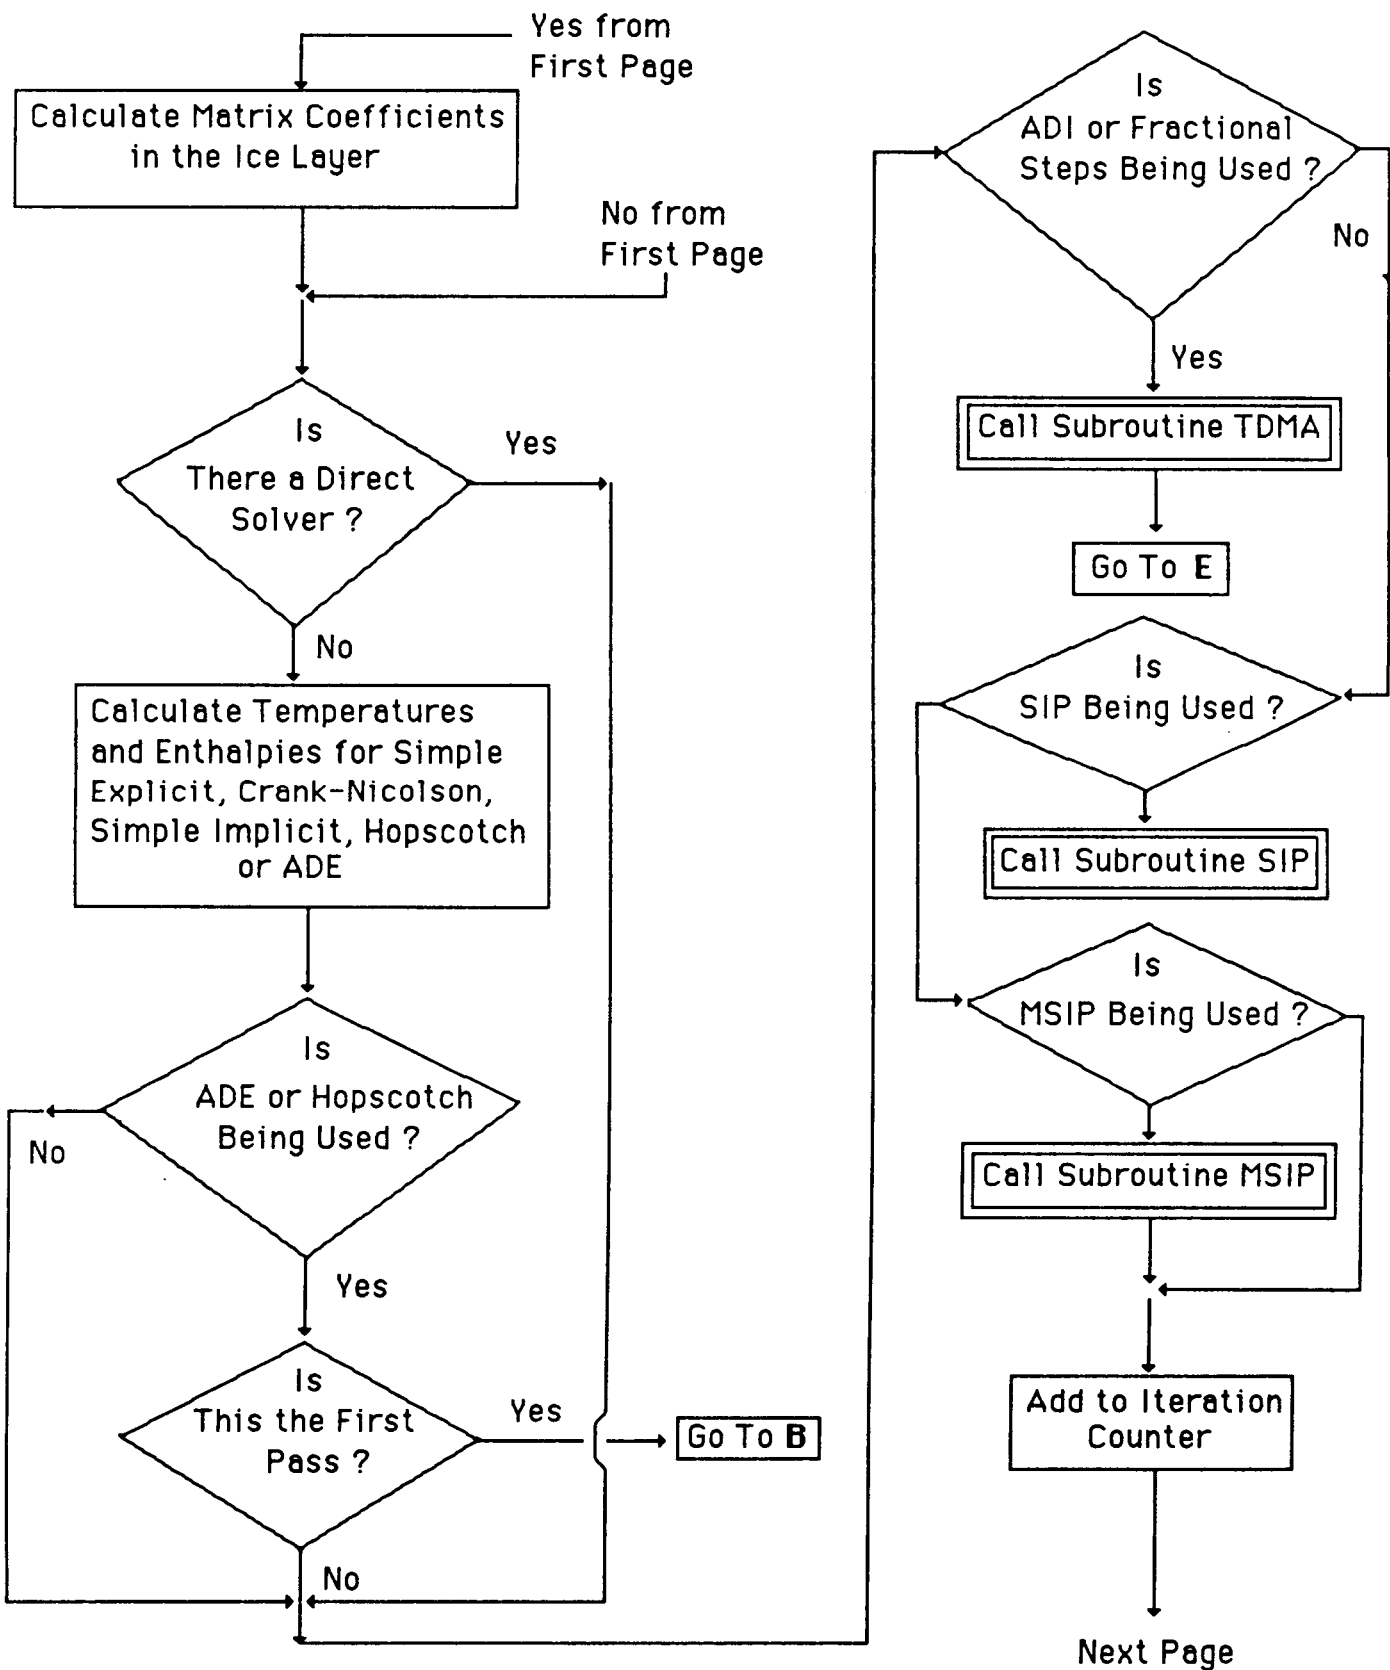 Yes from
First Page
Calculate Matrix Coefficients
in the Ice Layer
No from
First Page
Is
There a Direct
Solver ?
Yes
No
Calculate Temperatures
and Enthalpies for Simple
Explicit, Crank-Nicolson,
Simple Implicit, Hopscotch
or ADE
Is
ADE or Hopscotch
Being Used ?
No
Yes
Is
This the First
Pass ?
Yes
Go To B
No
Is
ADI or Fractional
Steps Being Used ?
No
Yes
Call Subroutine TDMA
Go To E
Is
SIP Being Used ?
Call Subroutine SIP
Is
MSIP Being Used ?
Call Subroutine MSIP
Add to Iteration
Counter
Next Page